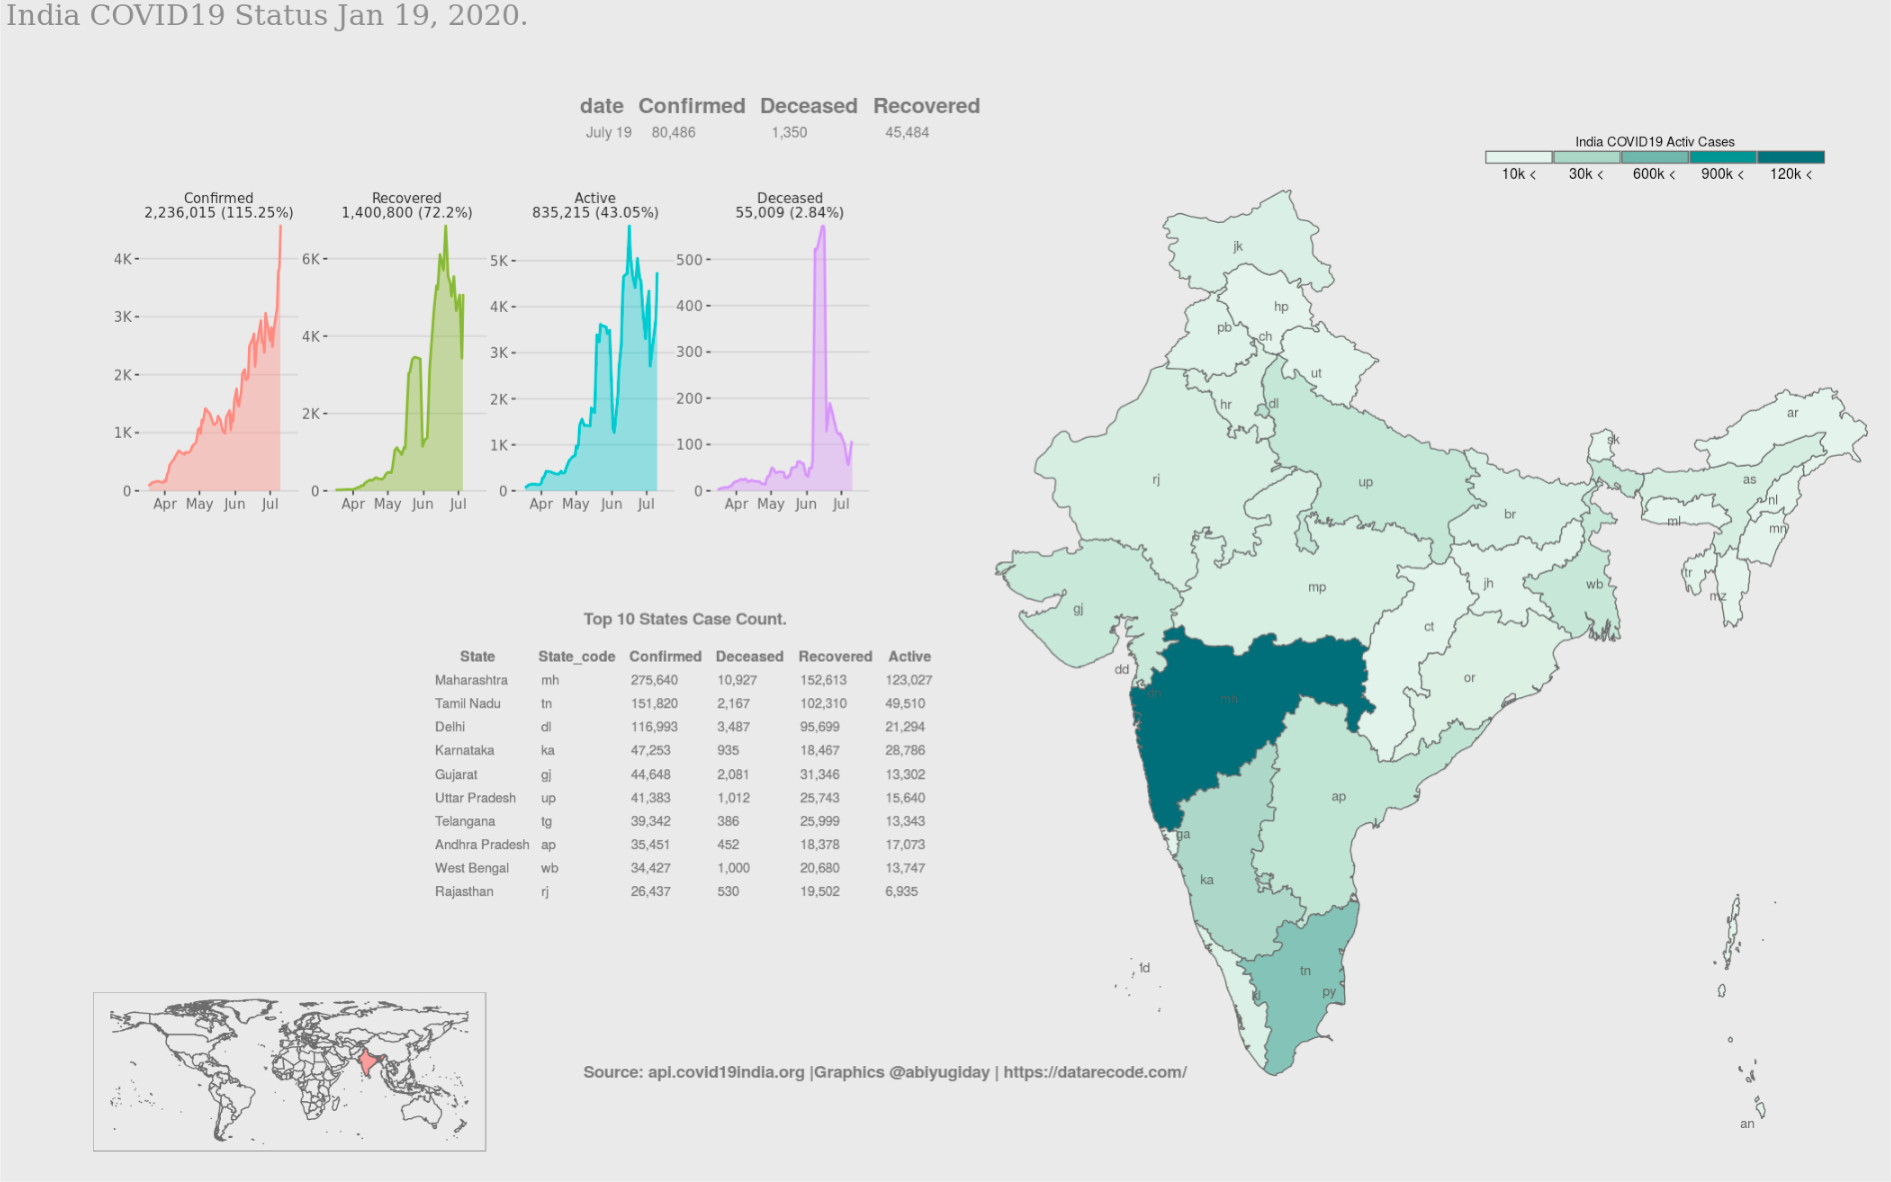 India COVID19 Status Jan 19, 2020.
date Confirmed Deceased Recovered
July 19 80,486 1,350 45,484
India COVID19 Activ Cases
10k < 30k < 600k < 900k < 120k <
Confirmed
2,236,015 (115.25%)
4K
3K
2K
1K
0
Apr May Jun Jul
Recovered
1,400,800 (72.2%)
6K
4K
2K
0
Apr May Jun Jul
Active
835,215 (43.05%)
5K
4K
3K
2K
1K
0
Apr May Jun Jul
Deceased
55,009 (2.84%)
500
400
300
200
100
0
Apr May Jun Jul
jk
hp
pb
ch
ut
hr
dl
ar
sk
rj
up
as
nl
br
ml
mn
tr
mp
jh
wb
mz
gj
ct
dd
or
dn
mh
ap
ga
ka
ld
tn
kl
py
an
Top 10 States Case Count.
State State_code Confirmed Deceased Recovered Active
Maharashtra mh 275,640 10,927 152,613 123,027
Tamil Nadu tn 151,820 2,167 102,310 49,510
Delhi dl 116,993 3,487 95,699 21,294
Karnataka ka 47,253 935 18,467 28,786
Gujarat gj 44,648 2,081 31,346 13,302
Uttar Pradesh up 41,383 1,012 25,743 15,640
Telangana tg 39,342 386 25,999 13,343
Andhra Pradesh ap 35,451 452 18,378 17,073
West Bengal wb 34,427 1,000 20,680 13,747
Rajasthan rj 26,437 530 19,502 6,935
Source: api.covid19india.org |Graphics @abiyugiday | https://datarecode.com/